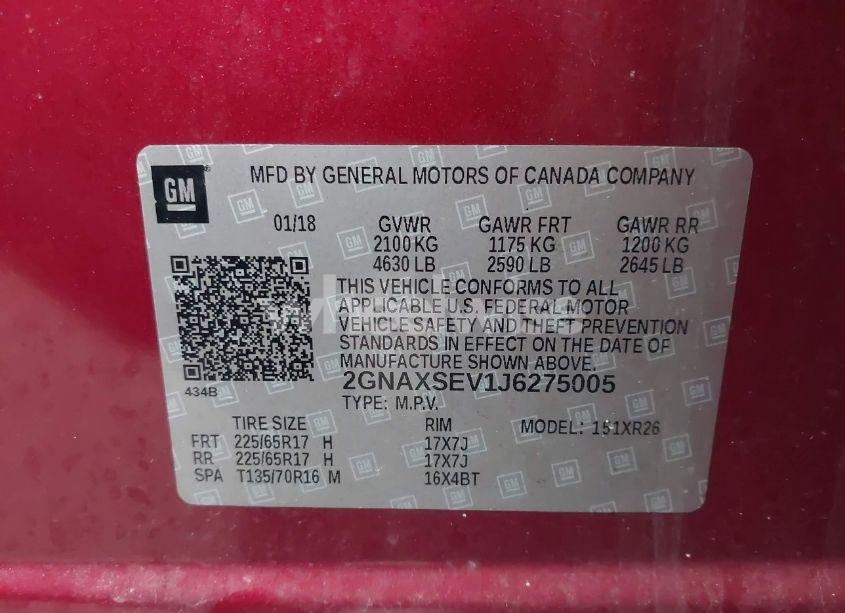 GM
MFD BY GENERAL MOTORS OF CANADA COMPANY
01/18 GVWR GAWR FRT GAWR RR
2100 KG 1175 KG 1200 KG
4630 LB 2590 LB 2645 LB
THIS VEHICLE CONFORMS TO ALL
APPLICABLE U.S. FEDERAL MOTOR
VEHICLE SAFETY AND THEFT PREVENTION
STANDARDS IN EFFECT ON THE DATE OF
MANUFACTURE SHOWN ABOVE.
434B
2GNAXSEV1J6275005
TYPE: M.P.V.
TIRE SIZE RIM MODEL: 151XR26
FRT 225/65R17 H 17X7J
RR 225/65R17 H 17X7J
SPA T135/70R16 M 16X4BT